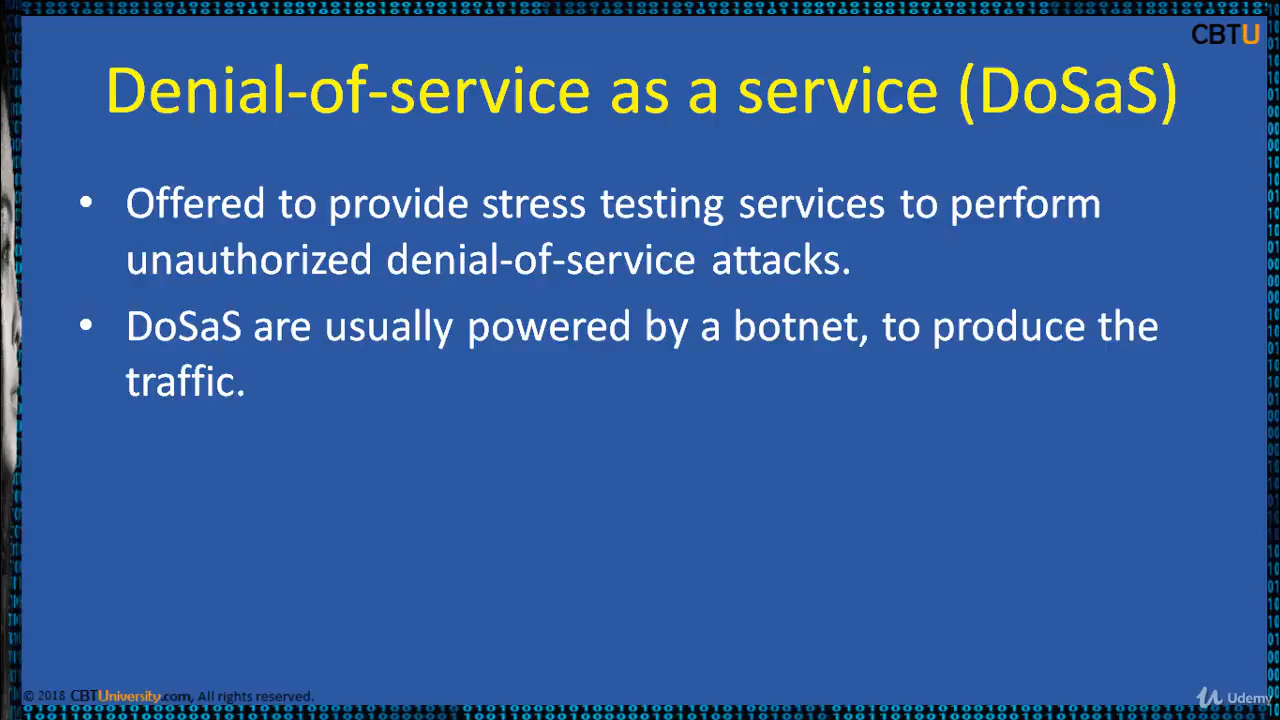 CBTU
Denial-of-service as a service (DoSaS)
• Offered to provide stress testing services to perform
unauthorized denial-of-service attacks.
• DoSaS are usually powered by a botnet, to produce the
traffic.
© 2018 CBTUniversity.com, All rights reserved.
Udemy